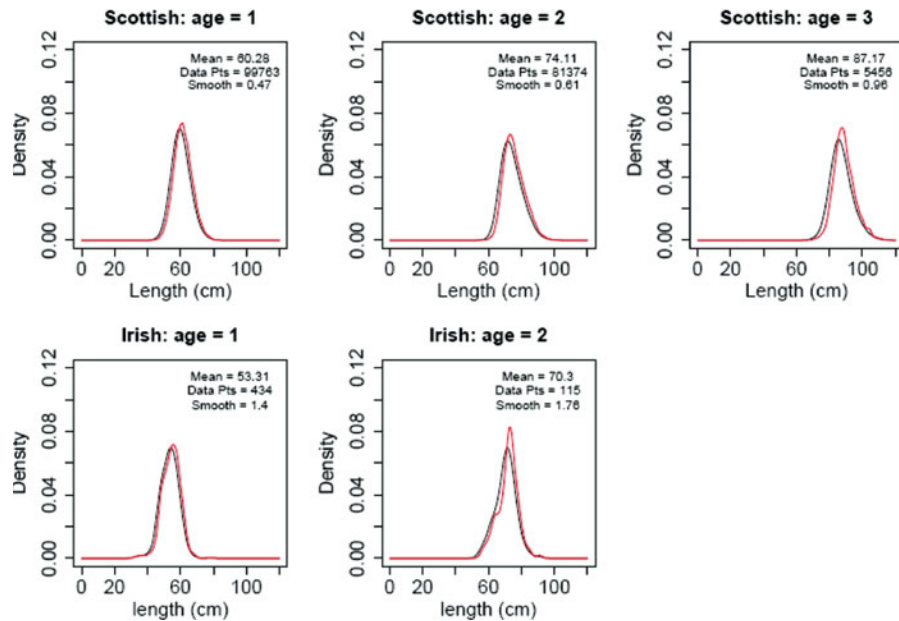 Scottish: age = 1
Mean = 60.28
Data Pts = 99763
Smooth = 0.47
Density
0.00 0.04 0.08 0.12
0 20 60 100
Length (cm)
Scottish: age = 2
Mean = 74.11
Data Pts = 81374
Smooth = 0.61
Density
0.00 0.04 0.08 0.12
0 20 60 100
Length (cm)
Scottish: age = 3
Mean = 87.17
Data Pts = 5456
Smooth = 0.96
Density
0.00 0.04 0.08 0.12
0 20 60 100
Length (cm)
Irish: age = 1
Mean = 53.31
Data Pts = 434
Smooth = 1.4
Density
0.00 0.04 0.08 0.12
0 20 60 100
length (cm)
Irish: age = 2
Mean = 70.3
Data Pts = 115
Smooth = 1.76
Density
0.00 0.04 0.08 0.12
0 20 60 100
length (cm)